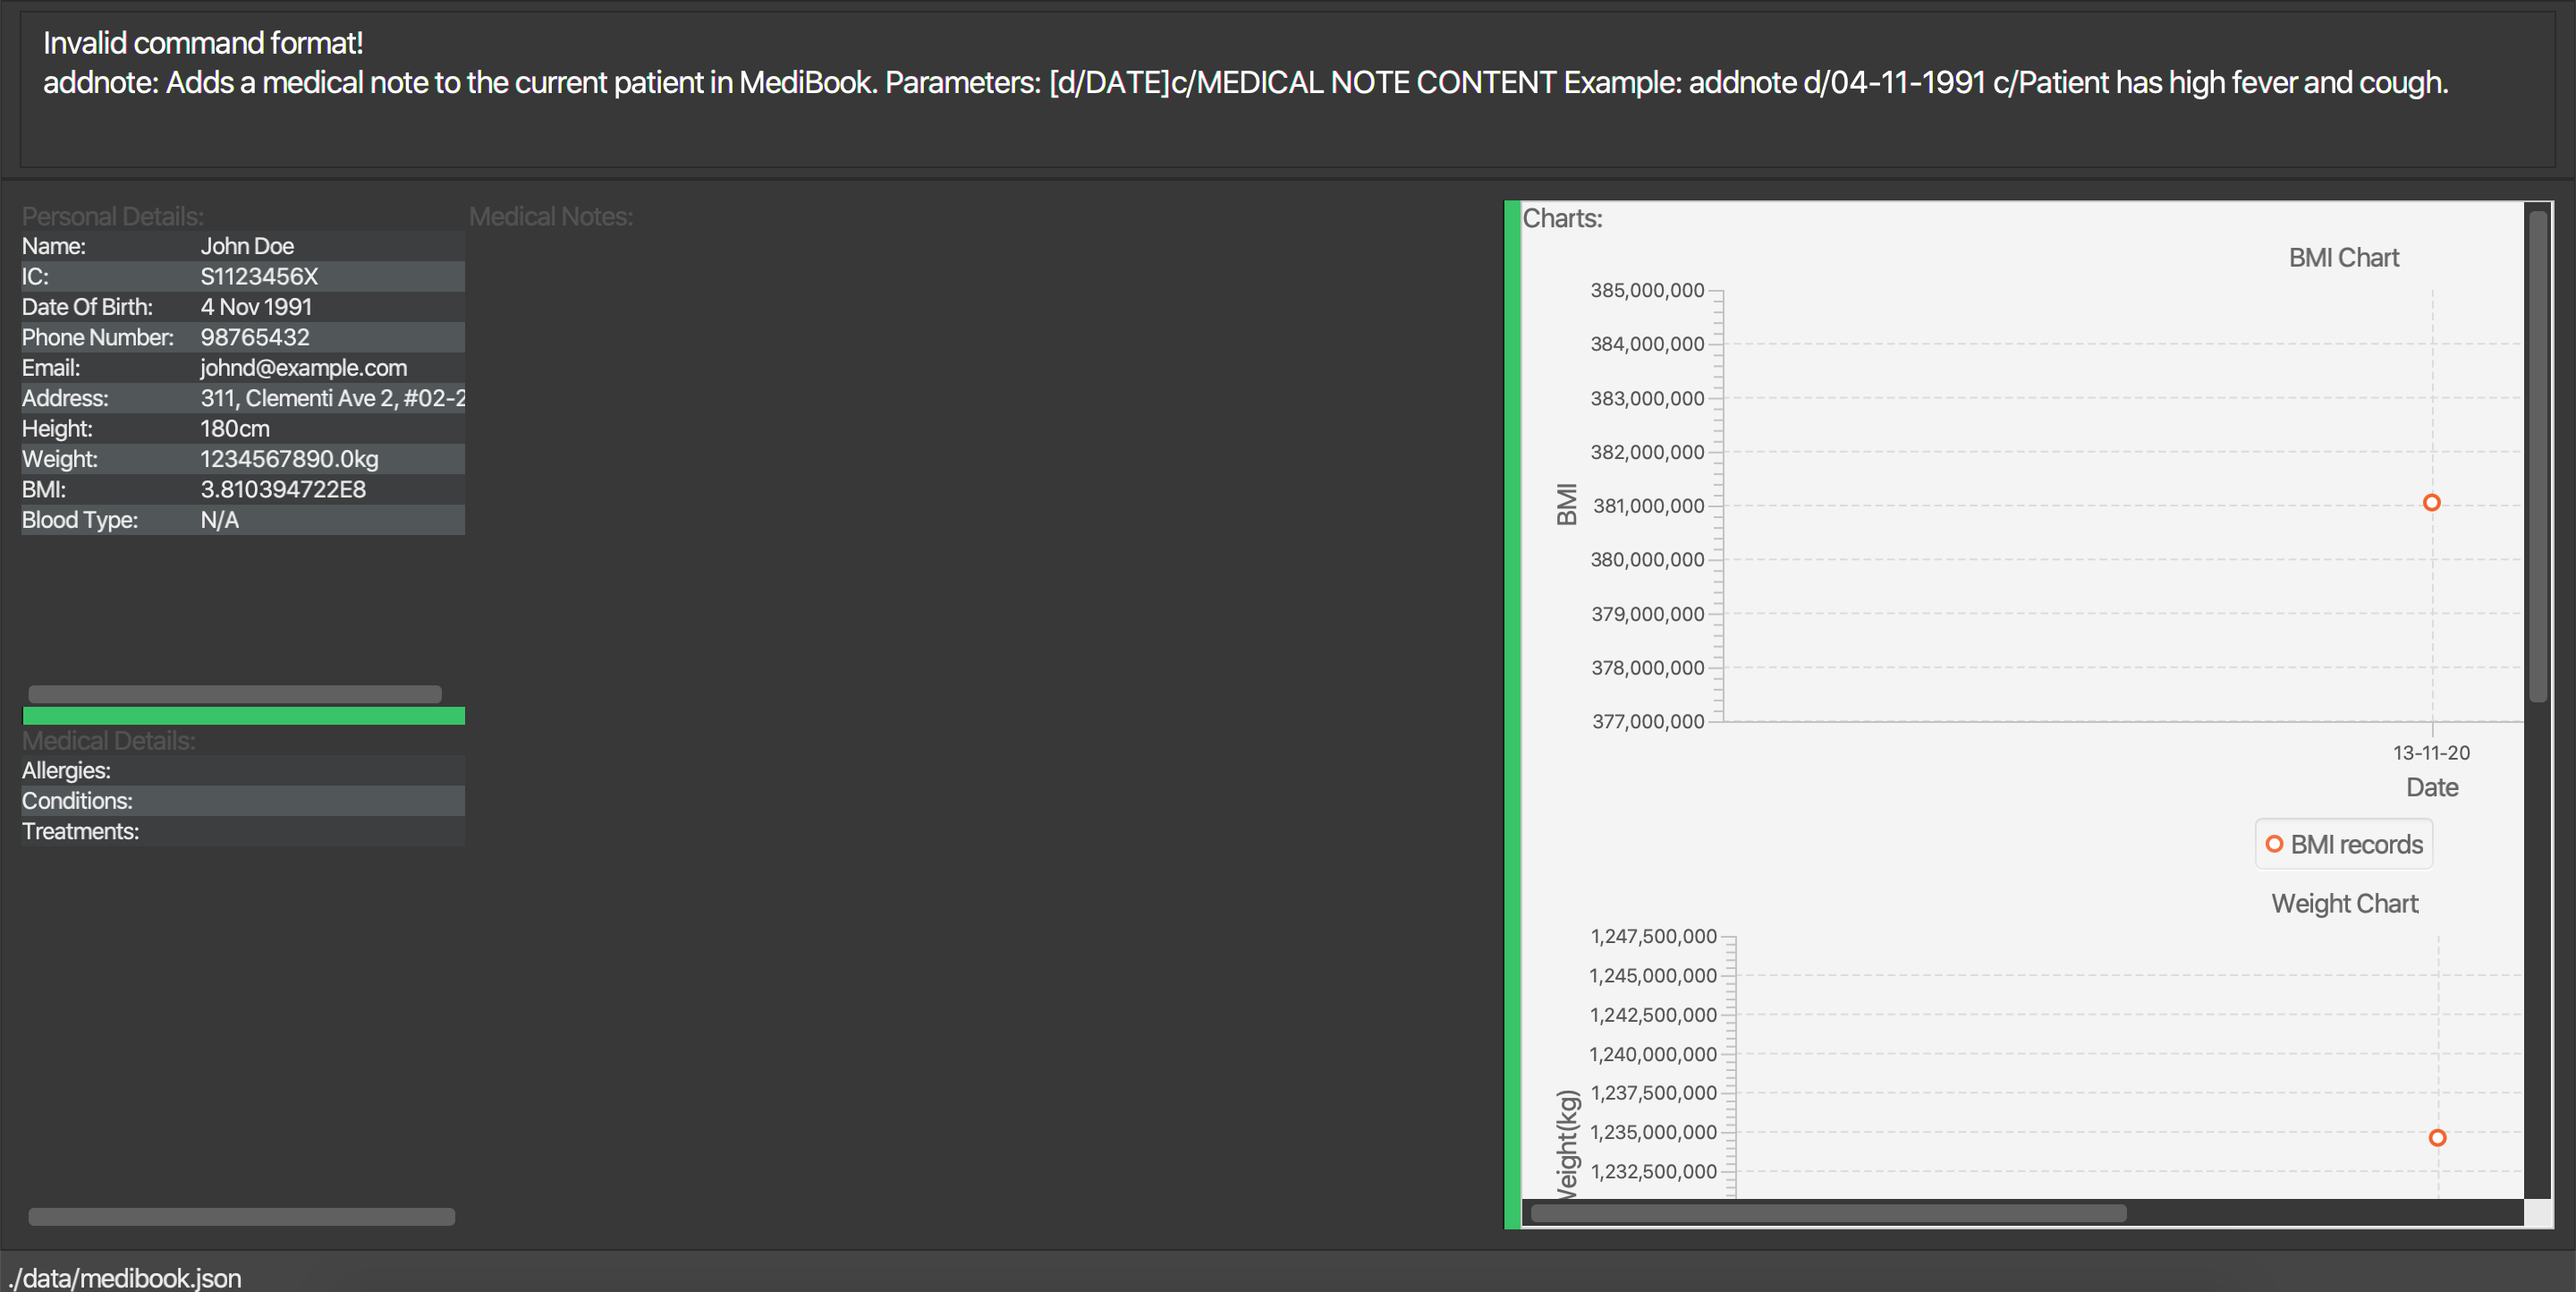 Invalid command format!
addnote: Adds a medical note to the current patient in MediBook. Parameters: [d/DATE]c/MEDICAL NOTE CONTENT Example: addnote d/04-11-1991 c/Patient has high fever and cough.
Personal Details:
Name: John Doe
IC: S1123456X
Date Of Birth: 4 Nov 1991
Phone Number: 98765432
Email: johnd@example.com
Address: 311, Clementi Ave 2, #02-2
Height: 180cm
Weight: 1234567890.0kg
BMI: 3.810394722E8
Blood Type: N/A
Medical Details:
Allergies:
Conditions:
Treatments:
Medical Notes:
Charts:
BMI Chart
385,000,000
384,000,000
383,000,000
382,000,000
381,000,000
380,000,000
379,000,000
378,000,000
377,000,000
BMI
13-11-20
Date
BMI records
Weight Chart
1,247,500,000
1,245,000,000
1,242,500,000
1,240,000,000
1,237,500,000
1,235,000,000
1,232,500,000
Weight(kg)
./data/medibook.json